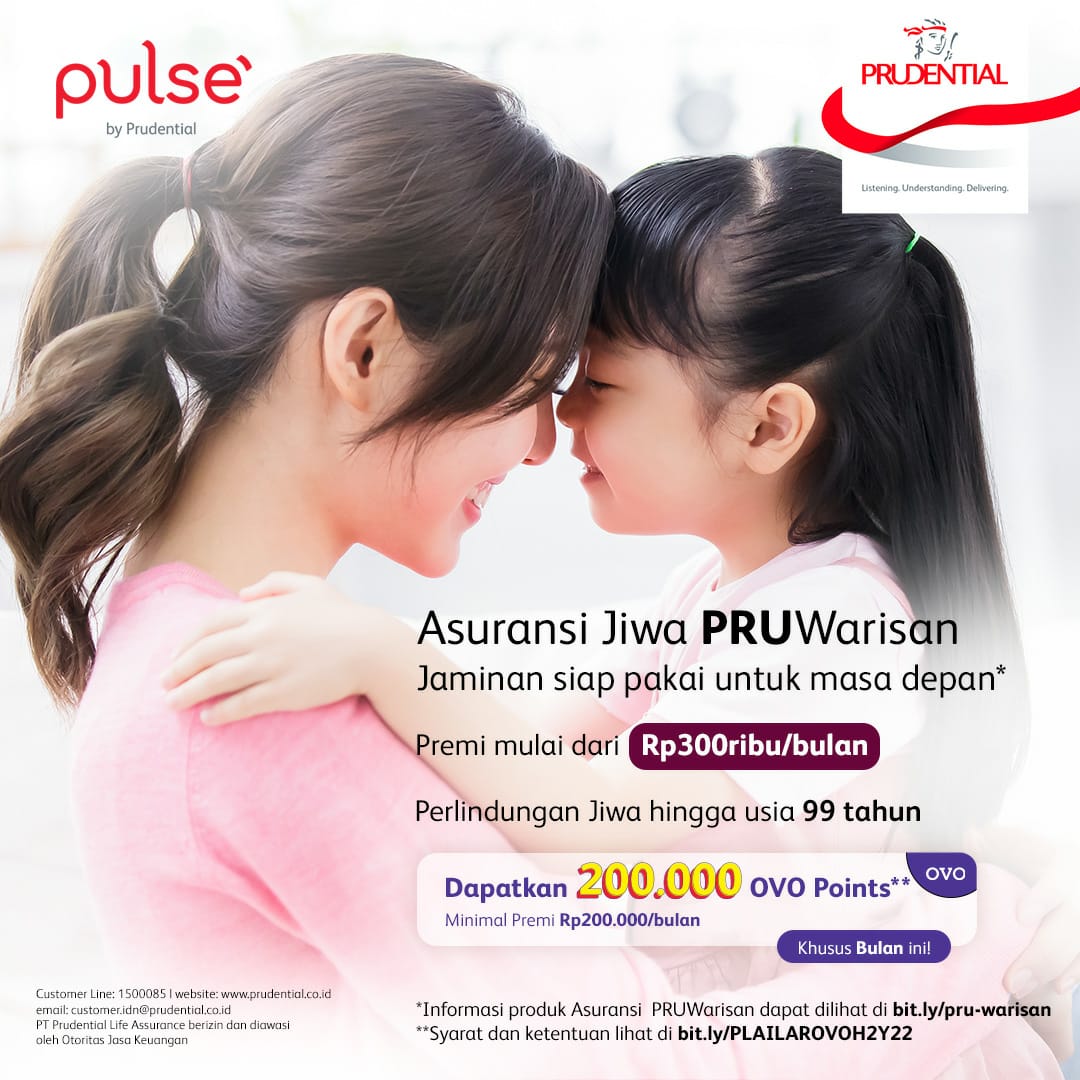 pulse
by Prudential
PRUDENTIAL
Listening. Understanding. Delivering.
Asuransi Jiwa PRUWarisan
Jaminan siap pakai untuk masa depan*
Premi mulai dari Rp300ribu/bulan
Perlindungan Jiwa hingga usia 99 tahun
Dapatkan 200.000 OVO Points**
OVO
Minimal Premi Rp200.000/bulan
Khusus Bulan ini!
Customer Line: 1500085 | website: www.prudential.co.id
email: customer.idn@prudential.co.id
PT Prudential Life Assurance berizin dan diawasi
oleh Otoritas Jasa Keuangan
*Informasi produk Asuransi PRUWarisan dapat dilihat di bit.ly/pru-warisan
**Syarat dan ketentuan lihat di bit.ly/PLAILAROVOH2Y22